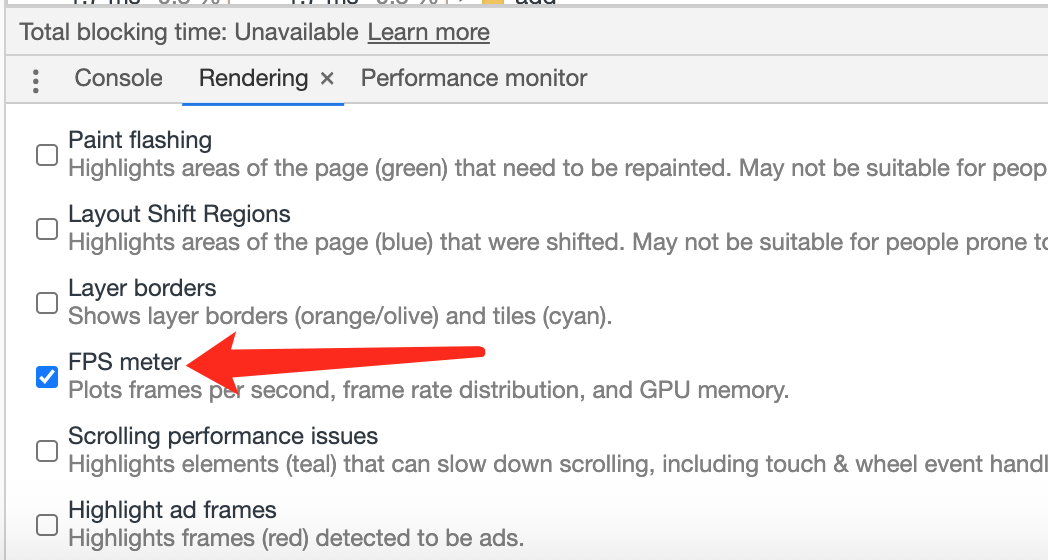 Total blocking time: Unavailable Learn more
Console Rendering × Performance monitor
Paint flashing
Highlights areas of the page (green) that need to be repainted. May not be suitable for peop
Layout Shift Regions
Highlights areas of the page (blue) that were shifted. May not be suitable for people prone to
Layer borders
Shows layer borders (orange/olive) and tiles (cyan).
FPS meter
Plots frames per second, frame rate distribution, and GPU memory.
Scrolling performance issues
Highlights elements (teal) that can slow down scrolling, including touch & wheel event handl
Highlight ad frames
Highlights frames (red) detected to be ads.